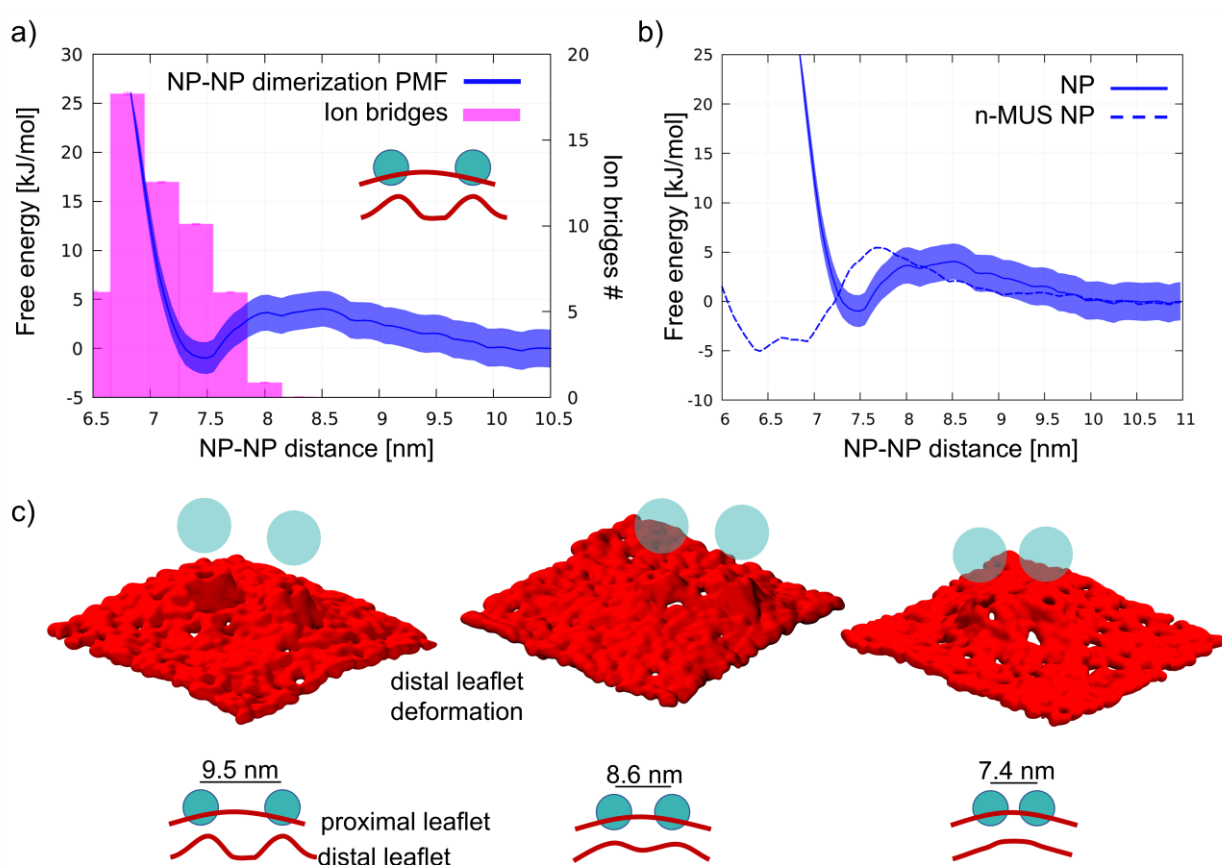 a)
30
25
20
15
10
5
0
-5
Free energy [kJ/mol]
NP-NP dimerization PMF
Ion bridges
20
15
10
5
0
Ion bridges #
6.5 7 7.5 8 8.5 9 9.5 10 10.5
NP-NP distance [nm]
b)
25
20
15
10
5
0
-5
-10
Free energy [kJ/mol]
NP
n-MUS NP
6 6.5 7 7.5 8 8.5 9 9.5 10 10.5 11
NP-NP distance [nm]
c)
distal leaflet
deformation
9.5 nm
8.6 nm
7.4 nm
proximal leaflet
distal leaflet